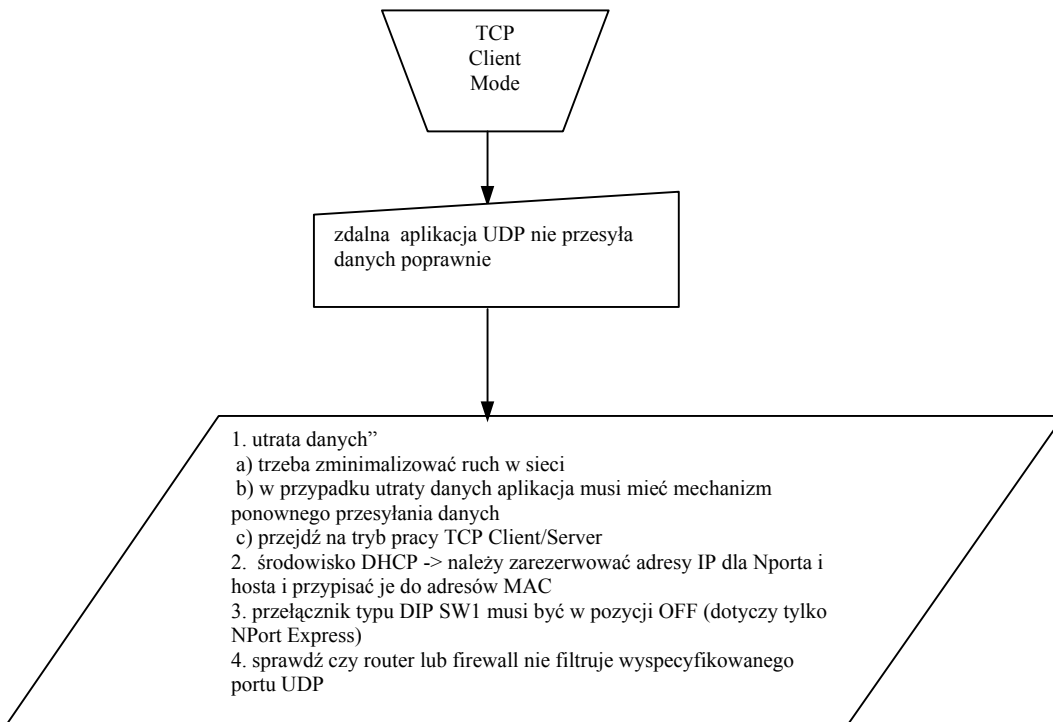 TCP
Client
Mode
zdalna aplikacja UDP nie przesyła
danych poprawnie
1. utrata danych”
a) trzeba zminimalizować ruch w sieci
b) w przypadku utraty danych aplikacja musi mieć mechanizm
ponownego przesyłania danych
c) przejdź na tryb pracy TCP Client/Server
2. środowisko DHCP -> należy zarezerwować adresy IP dla Nporta i
hosta i przypisać je do adresów MAC
3. przełącznik typu DIP SW1 musi być w pozycji OFF (dotyczy tylko
NPort Express)
4. sprawdź czy router lub firewall nie filtruje wyspecyfikowanego
portu UDP